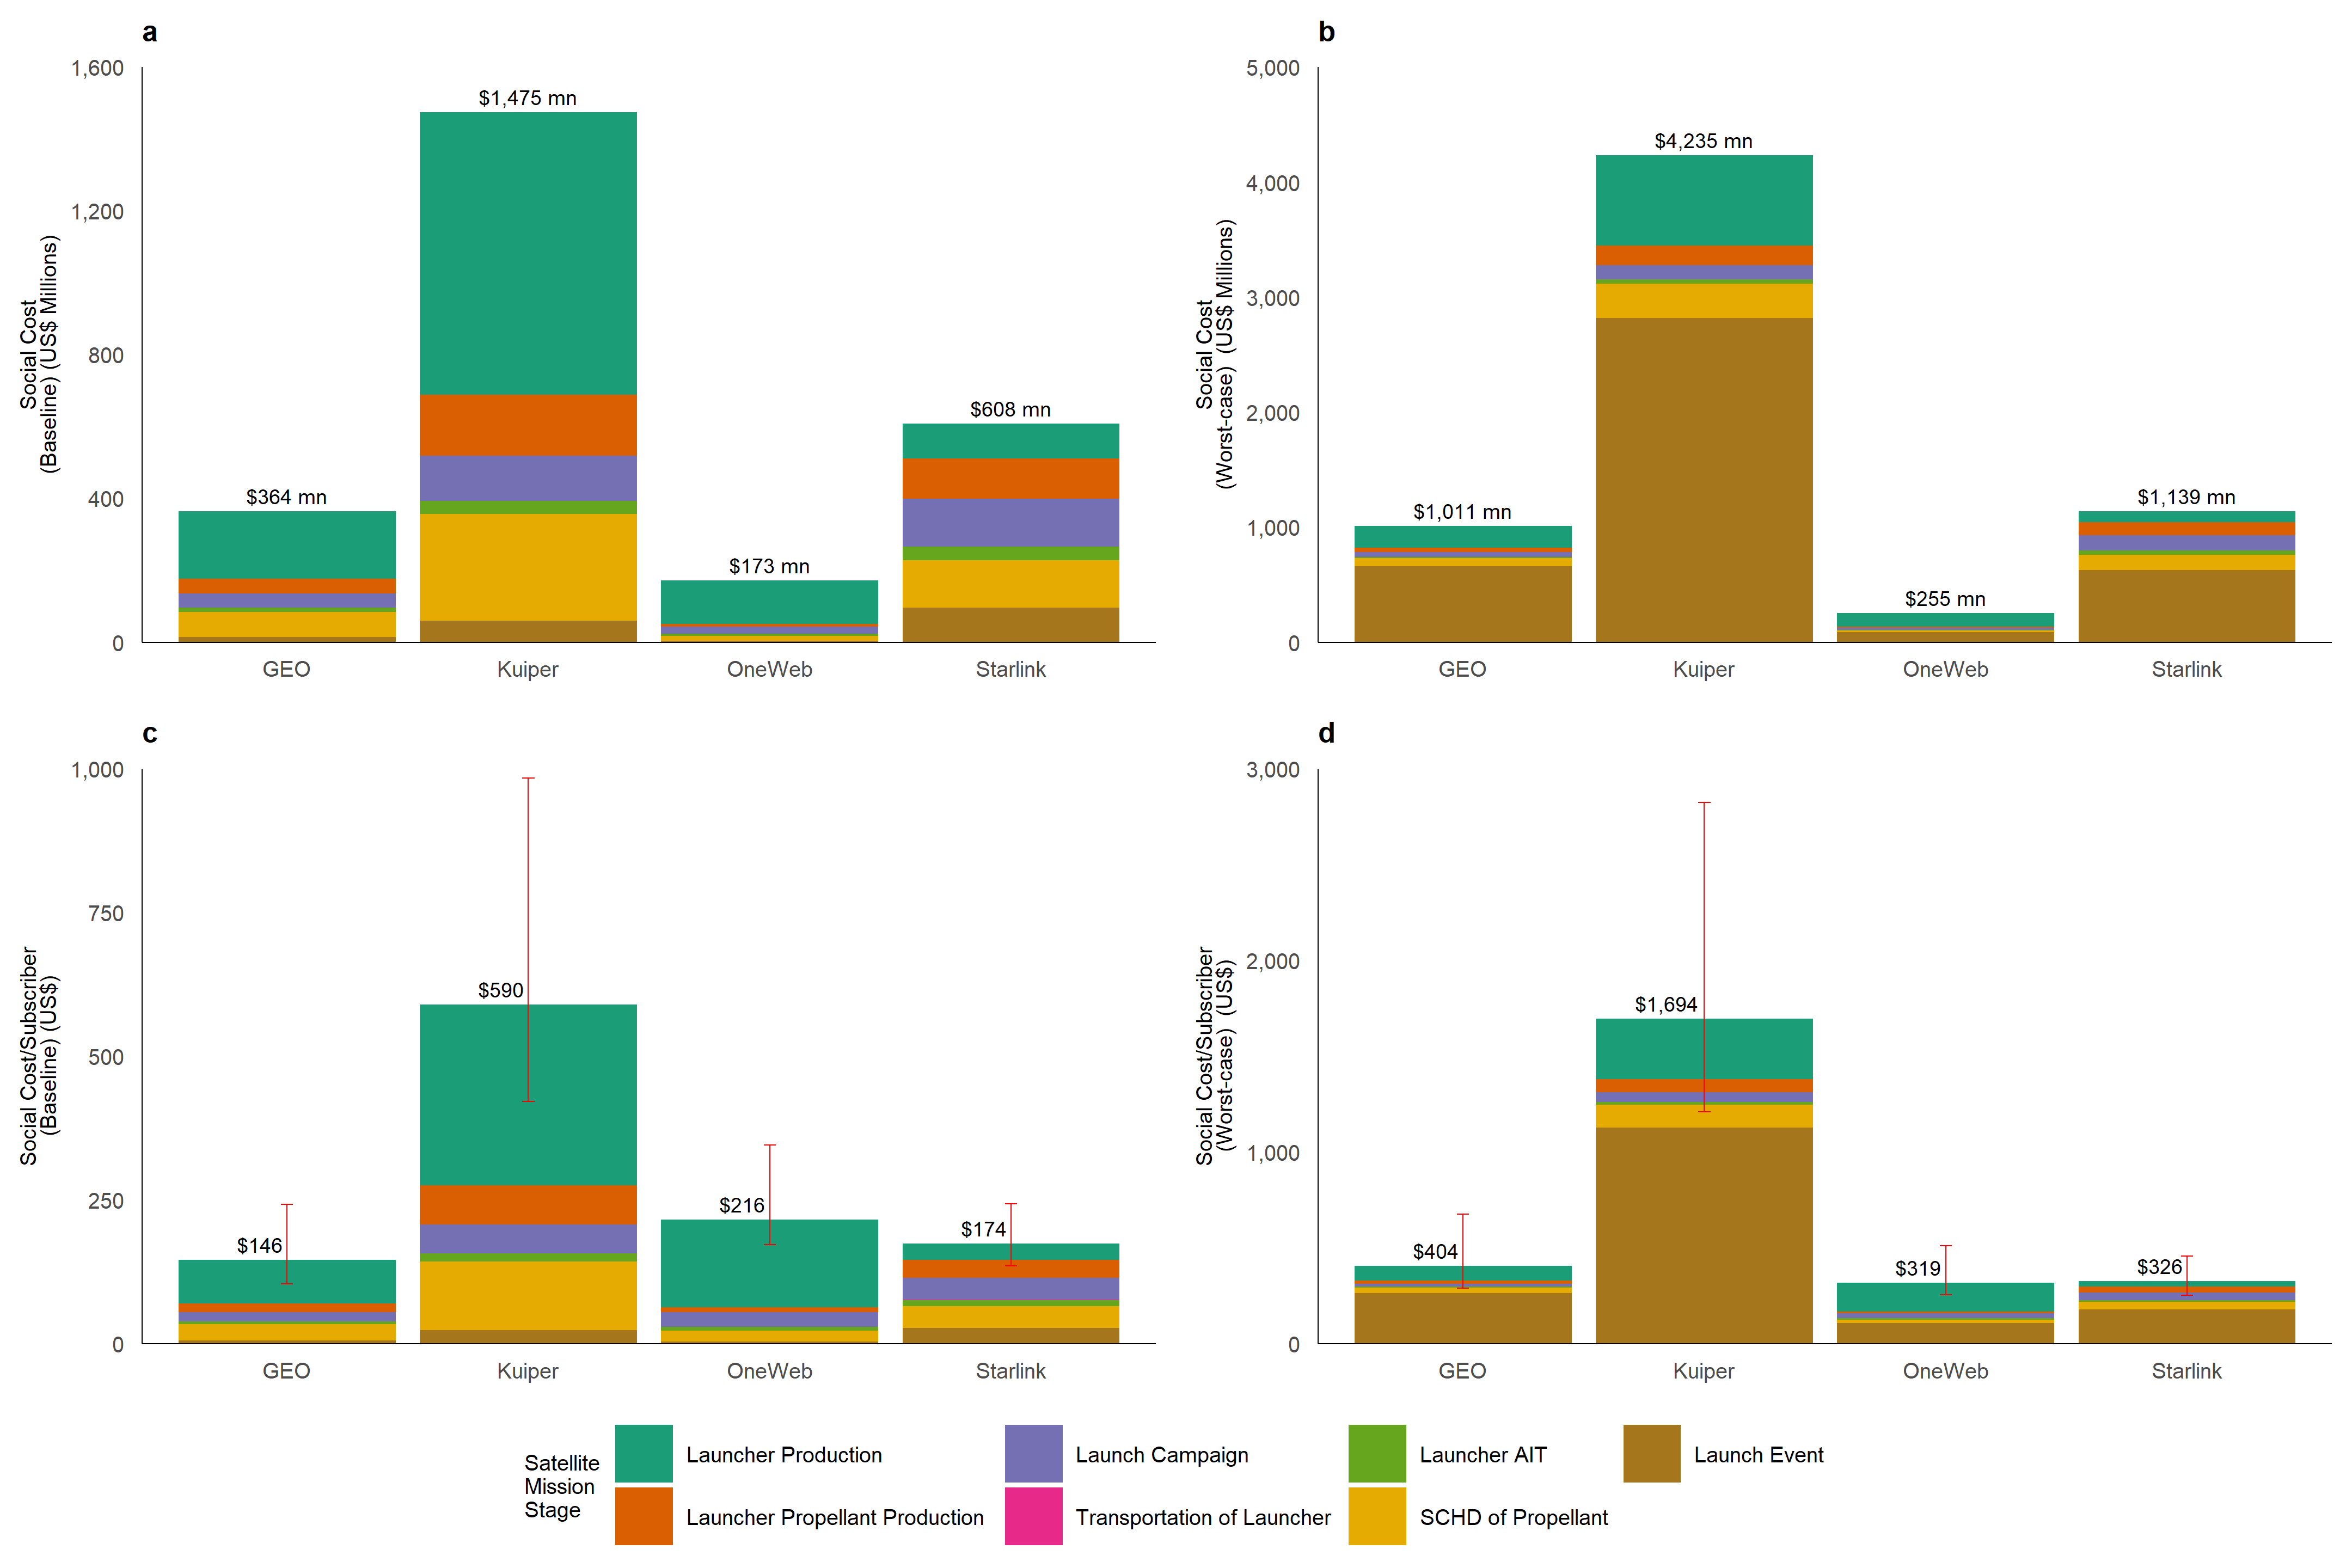 a
1,600
1,200
800
400
0
Social Cost
(Baseline) (US$ Millions)
$364 mn
$1,475 mn
$173 mn
$608 mn
GEO
Kuiper
OneWeb
Starlink
b
5,000
4,000
3,000
2,000
1,000
0
Social Cost
(Worst-case) (US$ Millions)
$1,011 mn
$4,235 mn
$255 mn
$1,139 mn
GEO
Kuiper
OneWeb
Starlink
c
1,000
750
500
250
0
Social Cost/Subscriber
(Baseline) (US$)
$146
$590
$216
$174
GEO
Kuiper
OneWeb
Starlink
d
3,000
2,000
1,000
0
Social Cost/Subscriber
(Worst-case) (US$)
$404
$1,694
$319
$326
GEO
Kuiper
OneWeb
Starlink
Satellite
Mission
Stage
Launcher Production
Launcher Propellant Production
Launch Campaign
Transportation of Launcher
Launcher AIT
SCHD of Propellant
Launch Event